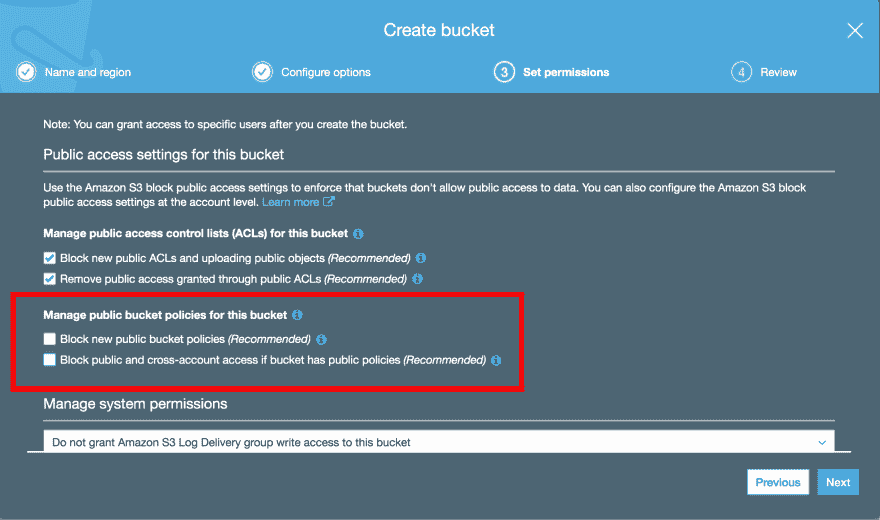 Create bucket
Name and region
Configure options
3 Set permissions
4 Review
Note: You can grant access to specific users after you create the bucket.
Public access settings for this bucket
Use the Amazon S3 block public access settings to enforce that buckets don't allow public access to data. You can also configure the Amazon S3 block
public access settings at the account level. Learn more
Manage public access control lists (ACLs) for this bucket
Block new public ACLs and uploading public objects (Recommended)
Remove public access granted through public ACLs (Recommended)
Manage public bucket policies for this bucket
Block new public bucket policies (Recommended)
Block public and cross-account access if bucket has public policies (Recommended)
Manage system permissions
Do not grant Amazon S3 Log Delivery group write access to this bucket
Previous
Next